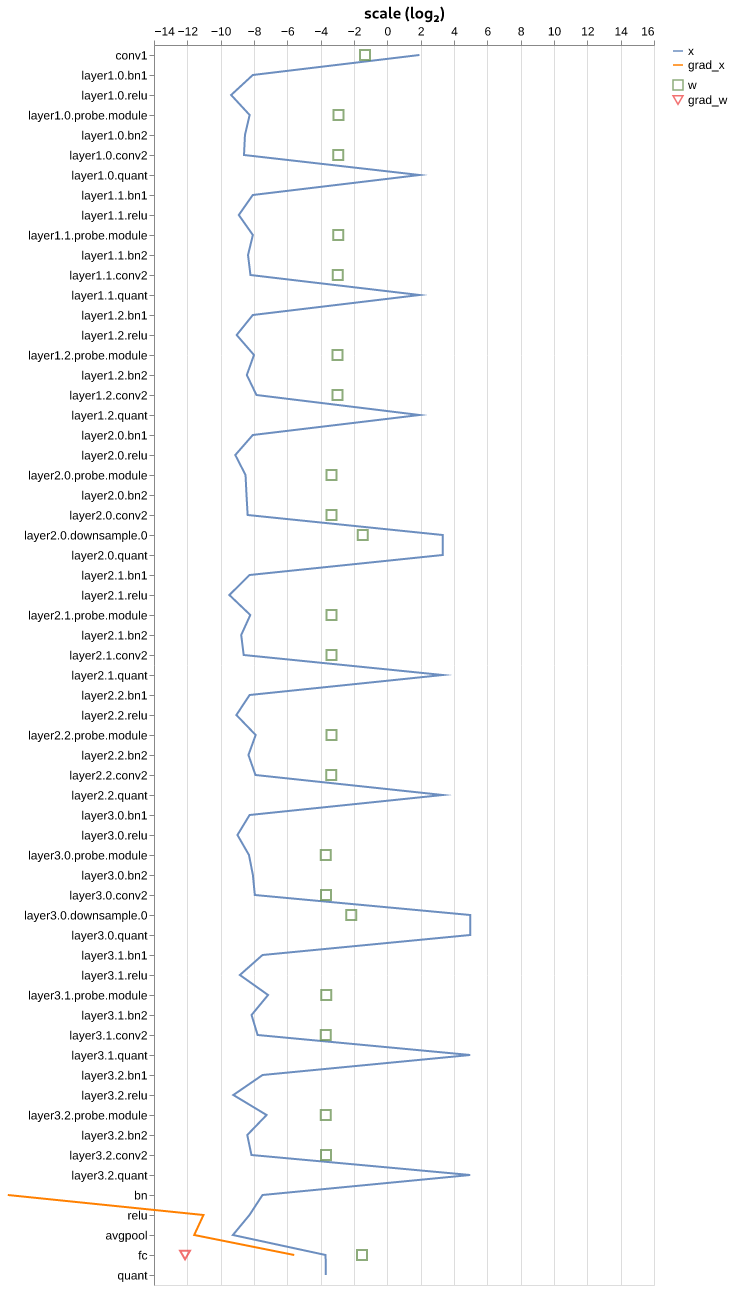 scale (log₂)
−14 −12 −10 −8 −6 −4 −2 0 2 4 6 8 10 12 14 16
conv1
layer1.0.bn1
layer1.0.relu
layer1.0.probe.module
layer1.0.bn2
layer1.0.conv2
layer1.0.quant
layer1.1.bn1
layer1.1.relu
layer1.1.probe.module
layer1.1.bn2
layer1.1.conv2
layer1.1.quant
layer1.2.bn1
layer1.2.relu
layer1.2.probe.module
layer1.2.bn2
layer1.2.conv2
layer1.2.quant
layer2.0.bn1
layer2.0.relu
layer2.0.probe.module
layer2.0.bn2
layer2.0.conv2
layer2.0.downsample.0
layer2.0.quant
layer2.1.bn1
layer2.1.relu
layer2.1.probe.module
layer2.1.bn2
layer2.1.conv2
layer2.1.quant
layer2.2.bn1
layer2.2.relu
layer2.2.probe.module
layer2.2.bn2
layer2.2.conv2
layer2.2.quant
layer3.0.bn1
layer3.0.relu
layer3.0.probe.module
layer3.0.bn2
layer3.0.conv2
layer3.0.downsample.0
layer3.0.quant
layer3.1.bn1
layer3.1.relu
layer3.1.probe.module
layer3.1.bn2
layer3.1.conv2
layer3.1.quant
layer3.2.bn1
layer3.2.relu
layer3.2.probe.module
layer3.2.bn2
layer3.2.conv2
layer3.2.quant
bn
relu
avgpool
fc
quant
x
grad_x
w
grad_w